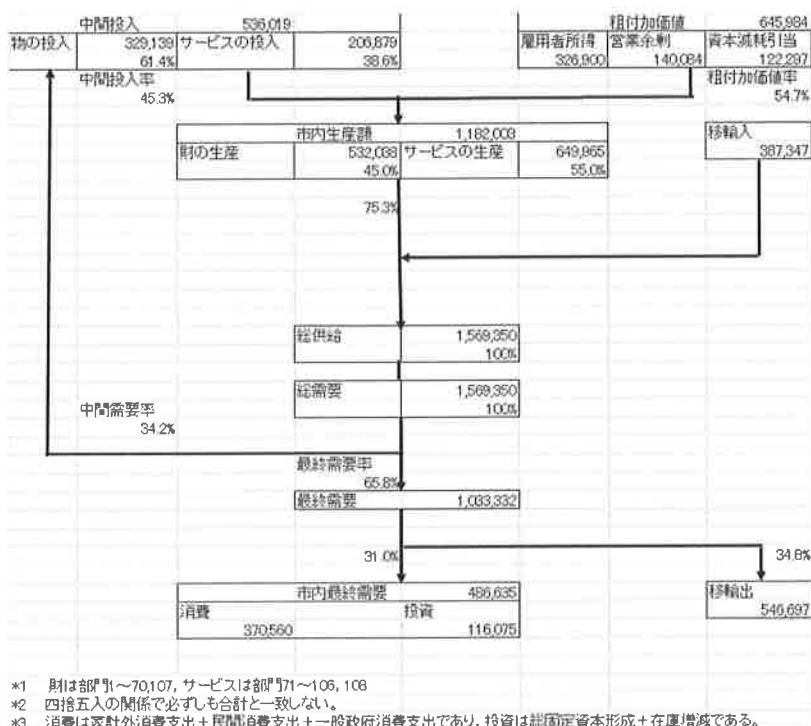 中間投入 536,019 粗付加価値 645,984
物の投入 329,139 サービスの投入 206,879 雇用者所得 営業余剰 資本減耗引当
61.4% 38.6% 326,900 140,084 122,297
中間投入率 粗付加価値率
45.3% 54.7%
市内生産額 1,182,003 移輸入
財の生産 532,038 サービスの生産 649,965 387,347
45.0% 55.0%
75.3%
総供給 1,569,350
100%
総需要 1,569,350
100%
中間需要率
34.2%
最終需要率
65.8%
最終需要 1,033,332
31.0% 34.8%
市内最終需要 486,635 移輸出
消費 投資 546,697
370,560 116,075
*1 財は部門1~70,107, サービスは部門71~106, 108
*2 四捨五入の関係で必ずしも合計と一致しない。
*3 消費は家計外消費支出+民間消費支出+一般政府消費支出であり, 投資は総固定資本形成+在庫増減である。